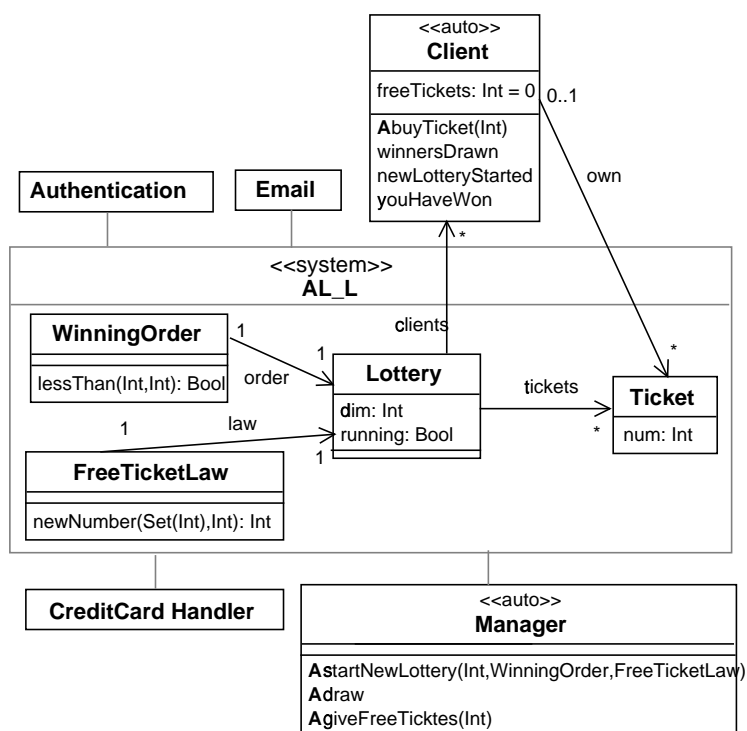 <<auto>>
Client
freeTickets: Int = 0
0..1
AbuyTicket(Int)
winnersDrawn
newLotteryStarted
youHaveWon
own
Authentication
Email
*
<<system>>
AL_L
clients
WinningOrder
lessThan(Int,Int): Bool
1
order
1
Lottery
dim: Int
running: Bool
tickets
*
*
Ticket
num: Int
1
law
1
FreeTicketLaw
newNumber(Set(Int),Int): Int
CreditCard Handler
<<auto>>
Manager
AstartNewLottery(Int,WinningOrder,FreeTicketLaw)
Adraw
AgiveFreeTicktes(Int)